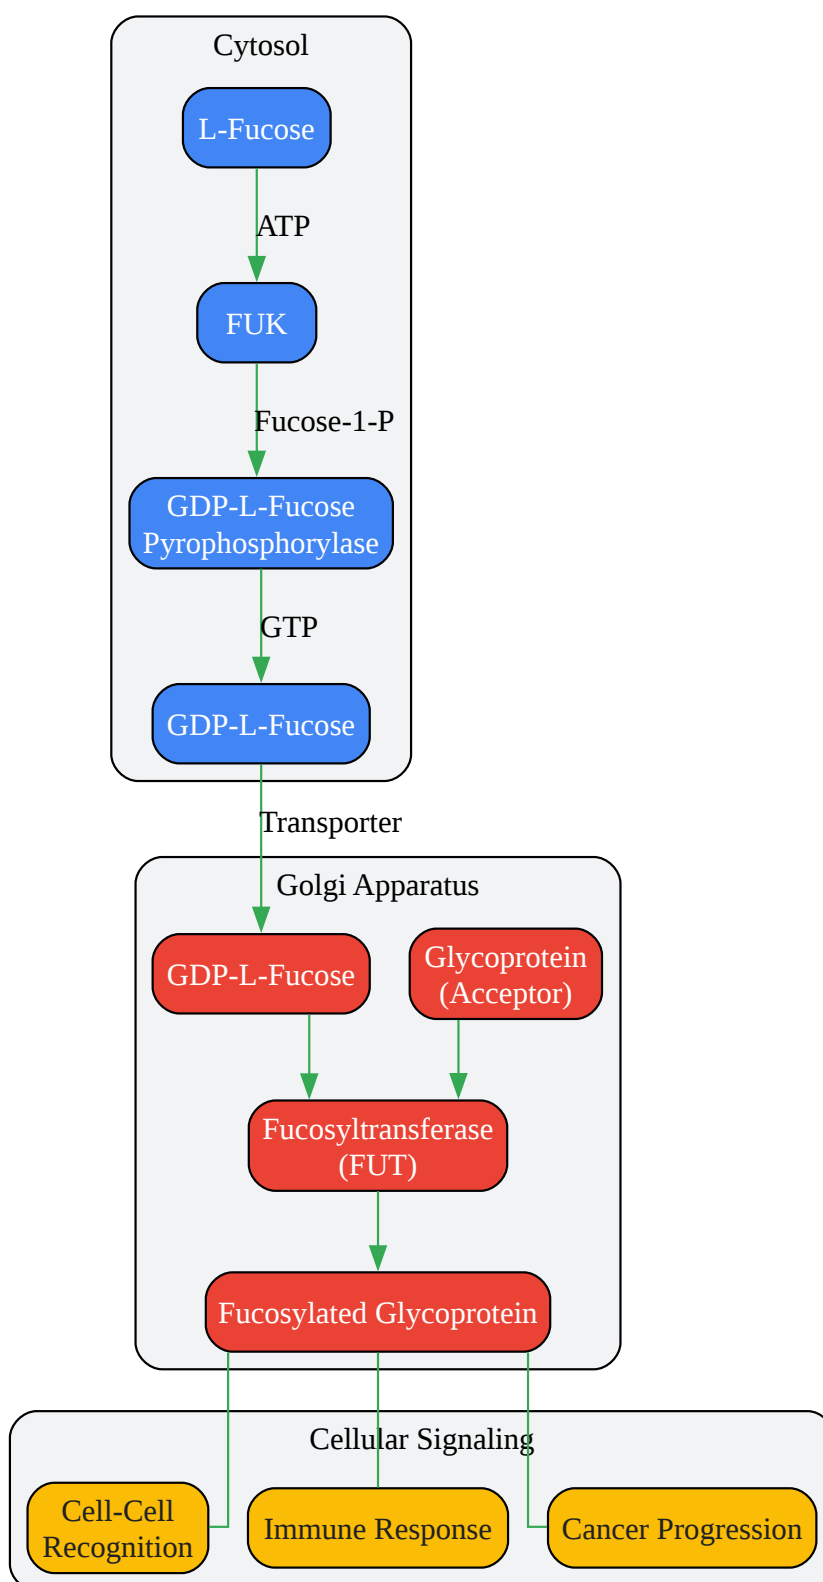 Cytosol
L-Fucose
ATP
FUK
Fucose-1-P
GDP-L-Fucose
Pyrophosphorylase
GTP
GDP-L-Fucose
Transporter
Golgi Apparatus
GDP-L-Fucose
Glycoprotein
(Acceptor)
Fucosyltransferase
(FUT)
Fucosylated Glycoprotein
Cellular Signaling
Cell-Cell
Recognition
Immune Response
Cancer Progression